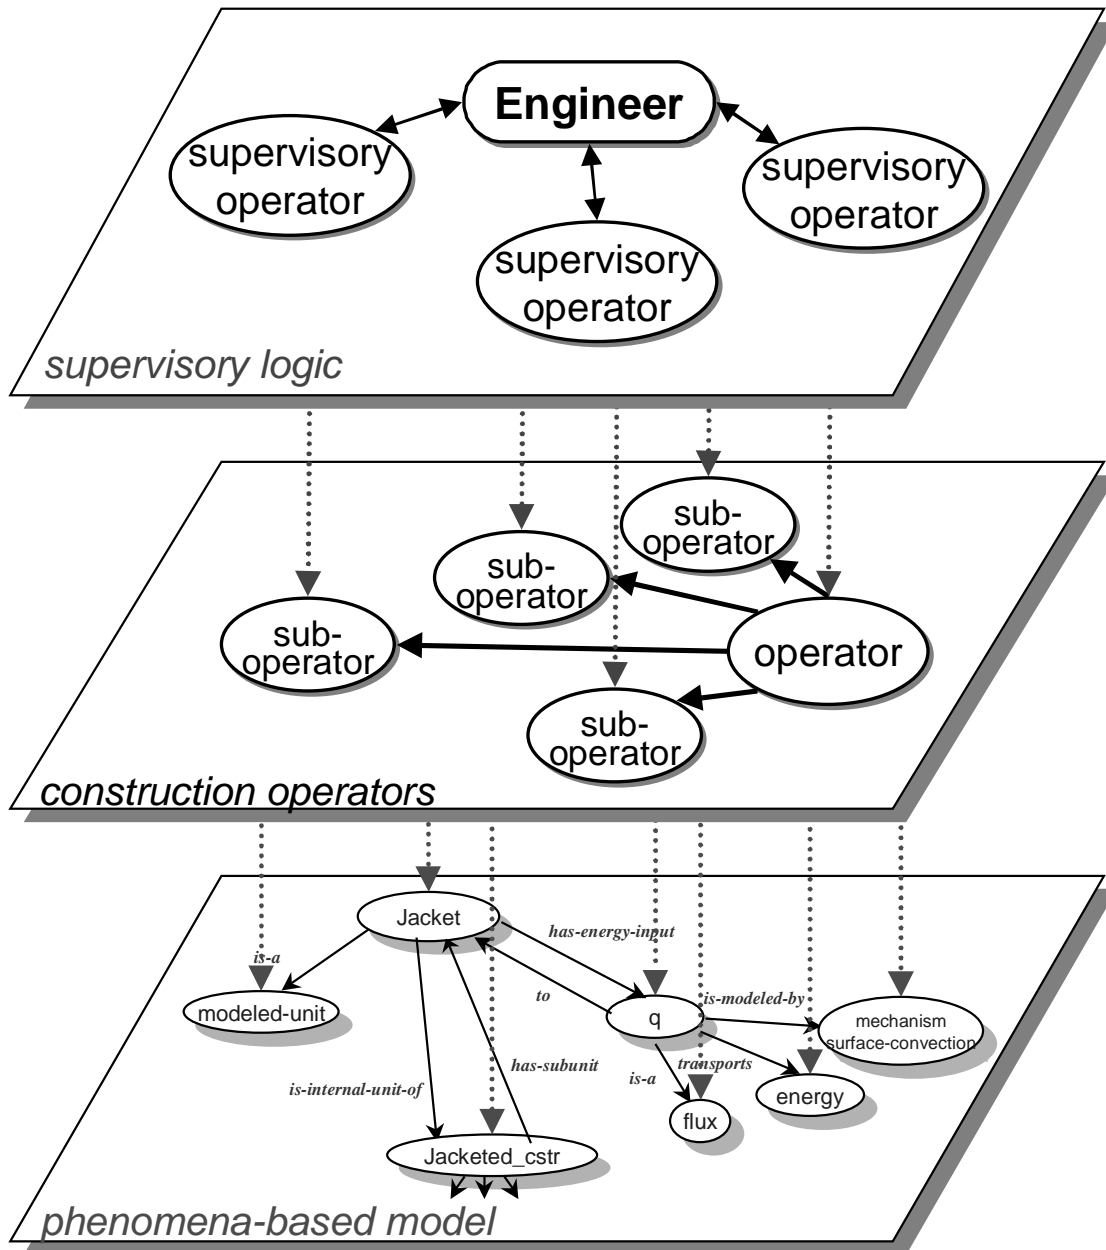 Engineer
supervisory
operator
supervisory
operator
supervisory
operator
supervisory logic
sub-
operator
sub-
operator
sub-
operator
operator
sub-
operator
construction operators
Jacket
has-energy-input
is-a
to
is-modeled-by
modeled-unit
q
mechanism
surface-convection
has-subunit
transports
is-a
is-internal-unit-of
energy
flux
Jacketed_cstr
phenomena-based model